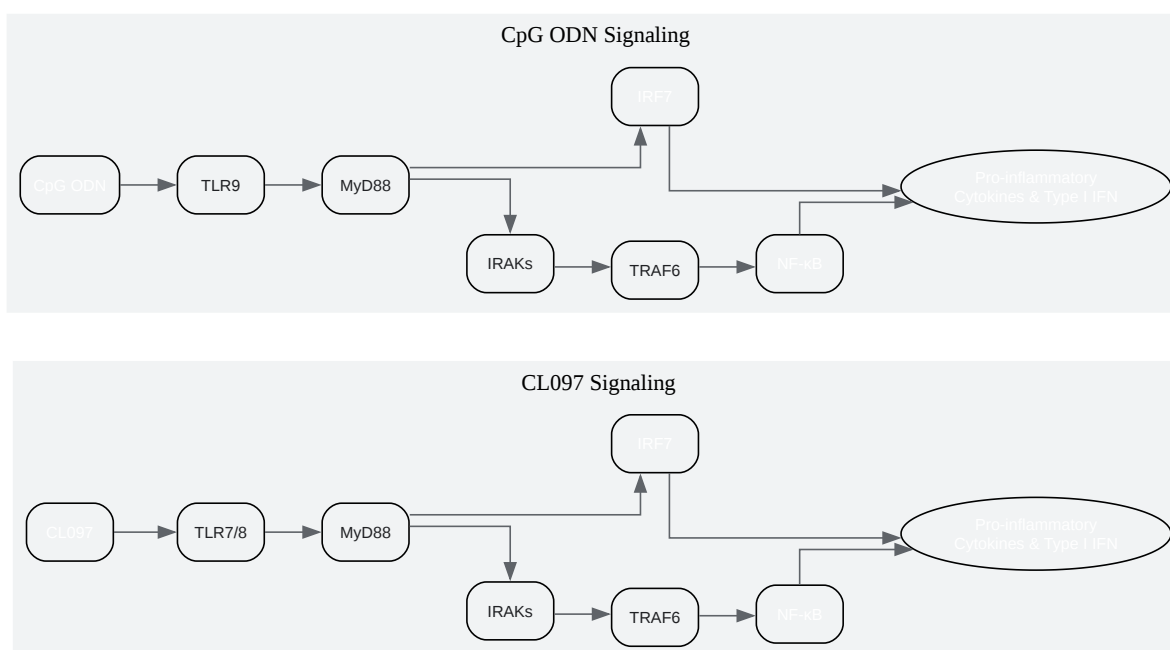 CpG ODN Signaling
IRF7
CpG ODN
TLR9
MyD88
Pro-inflammatory
Cytokines & Type I IFN
IRAKs
TRAF6
NF-κB
CL097 Signaling
IRF7
CL097
TLR7/8
MyD88
Pro-inflammatory
Cytokines & Type I IFN
IRAKs
TRAF6
NF-κB